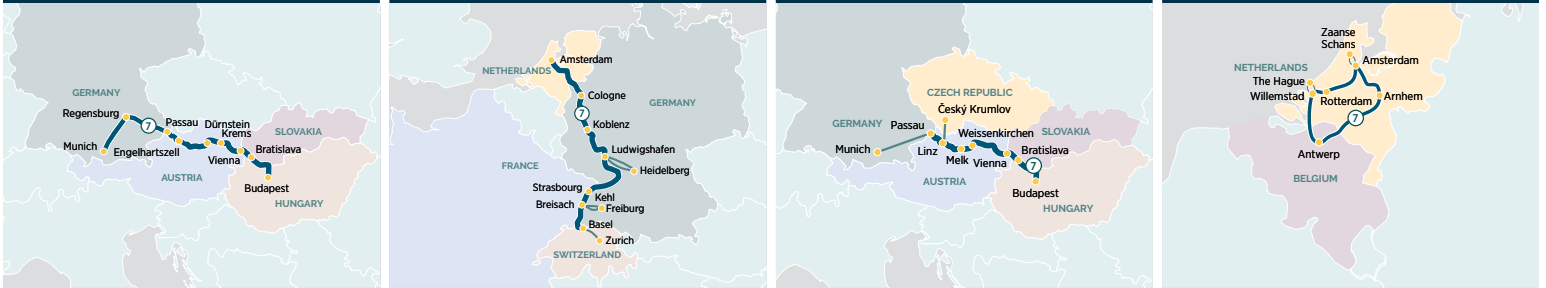 GERMANY
Regensburg
7
Passau
Dürnstein
Krems
SLOVAKIA
Munich
Engelhartszell
Vienna
Bratislava
AUSTRIA
Budapest
HUNGARY
Amsterdam
NETHERLANDS
Cologne
GERMANY
7
Koblenz
Ludwigshafen
FRANCE
Heidelberg
Strasbourg
Kehl
Breisach
Freiburg
Basel
Zurich
SWITZERLAND
CZECH REPUBLIC
Český Krumlov
GERMANY
Passau
Weissenkirchen
SLOVAKIA
Munich
Linz
Melk
Vienna
Bratislava
7
AUSTRIA
Budapest
HUNGARY
Zaanse
Schans
Amsterdam
NETHERLANDS
The Hague
Willemstad
Rotterdam
Arnhem
7
Antwerp
BELGIUM